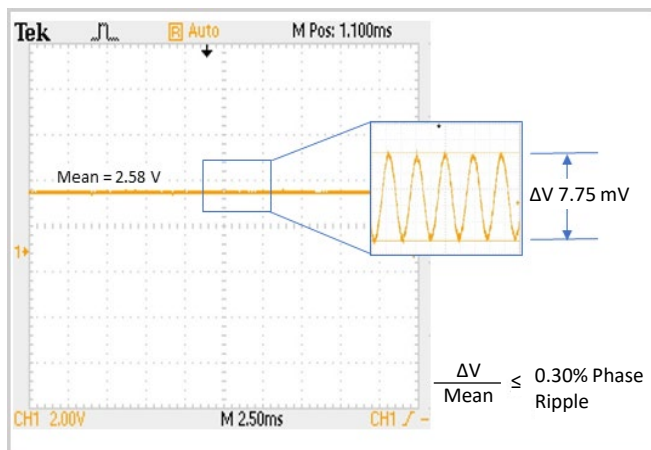 Tek
R Auto
M Pos: 1.100ms
Mean = 2.58 V
ΔV 7.75 mV
1
ΔV
Mean
≤
0.30% Phase
Ripple
CH1 2.00V
M 2.50ms
CH1 -